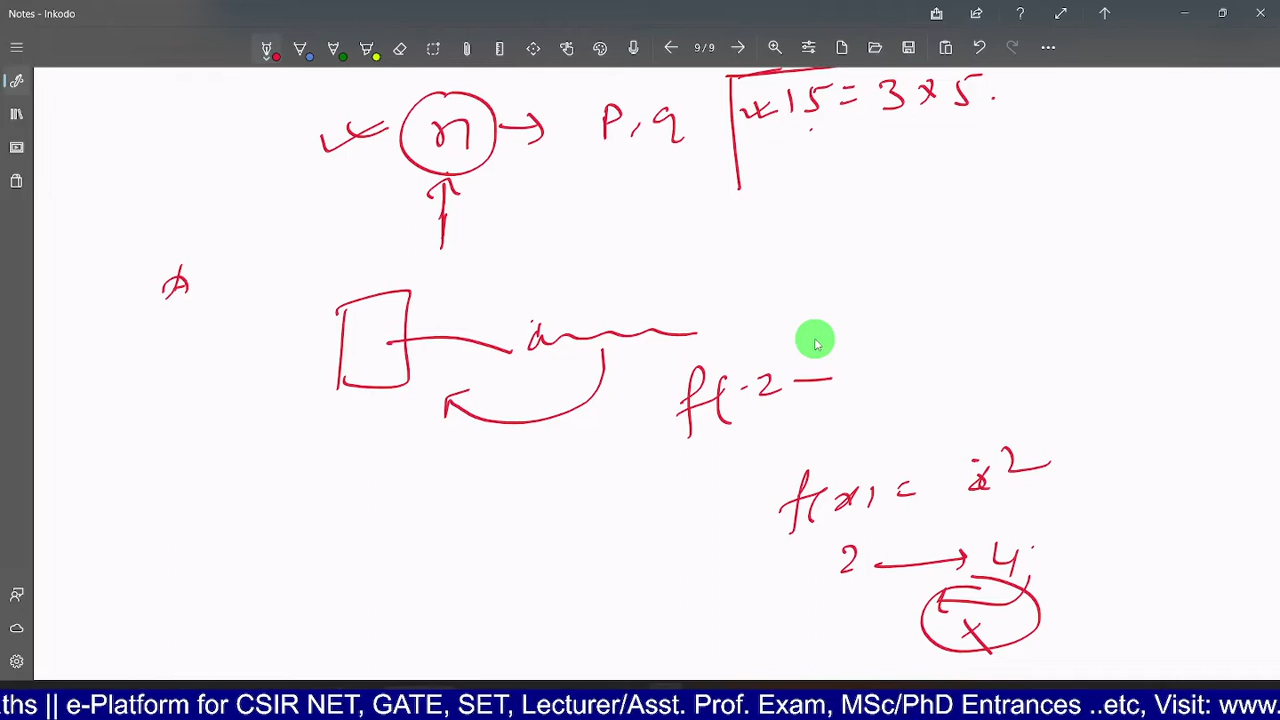 Notes - Inkodo
9/9
n → p, q
15 = 3 x 5.
f(-2 —
f(x) = x²
2 → 4
x
ths || e-Platform for CSIR NET, GATE, SET, Lecturer/Asst. Prof. Exam, MSc/PhD Entrances ..etc, Visit: www.